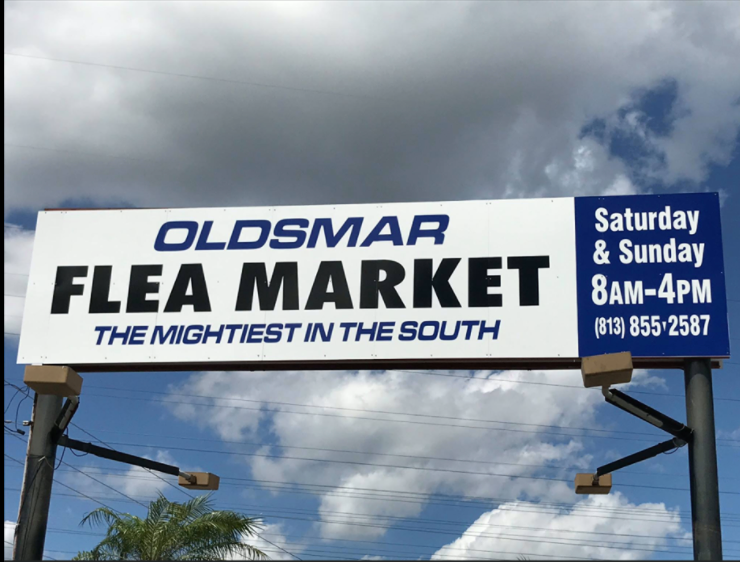 OLDSMAR
FLEA MARKET
THE MIGHTIEST IN THE SOUTH
Saturday
& Sunday
8AM-4PM
(813) 855-2587